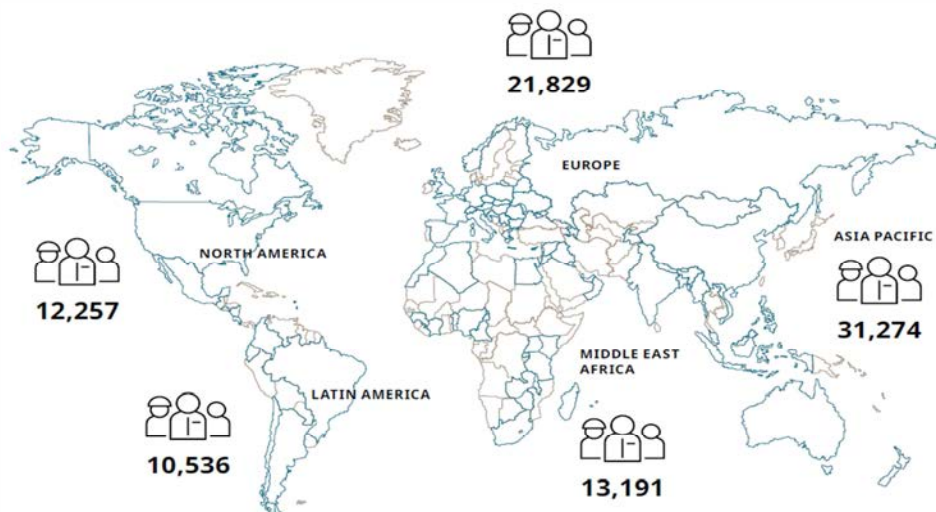 21,829
EUROPE
NORTH AMERICA
12,257
ASIA PACIFIC
31,274
LATIN AMERICA
10,536
MIDDLE EAST
AFRICA
13,191